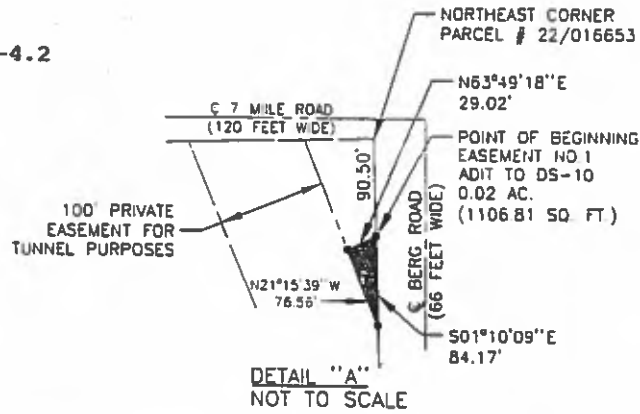 -4.2
NORTHEAST CORNER
PARCEL # 22/016653
N63°49'18"E
29.02'
℄ 7 MILE ROAD
(120 FEET WIDE)
90.50'
POINT OF BEGINNING
EASEMENT NO.1
ADIT TO DS-10
0.02 AC.
(1106.81 SQ. FT.)
100' PRIVATE
EASEMENT FOR
TUNNEL PURPOSES
℄ BERG ROAD
(66 FEET WIDE)
N21°15'39"W
76.56'
S01°10'09"E
84.17'
DETAIL "A"
NOT TO SCALE